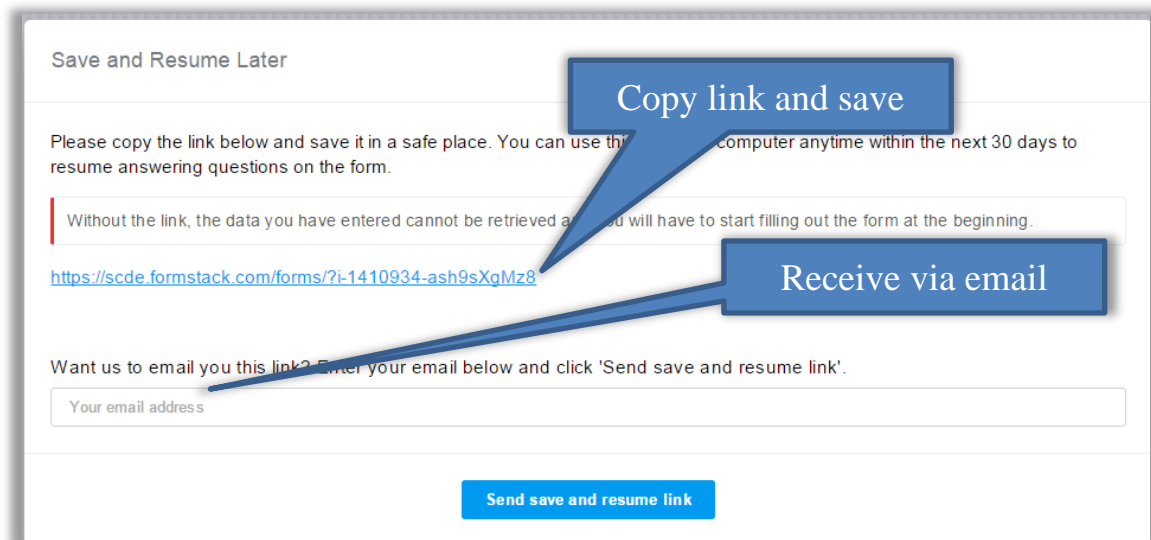 Save and Resume Later
Copy link and save
Please copy the link below and save it in a safe place. You can use computer anytime within the next 30 days to
resume answering questions on the form.
Without the link, the data you have entered cannot be retrieved will have to start filling out the form at the beginning.
https://scde.formstack.com/forms/?i-1410934-ash9sXgMz8
Receive via email
Want us to email you this link? Enter your email below and click 'Send save and resume link'.
Your email address
Send save and resume link